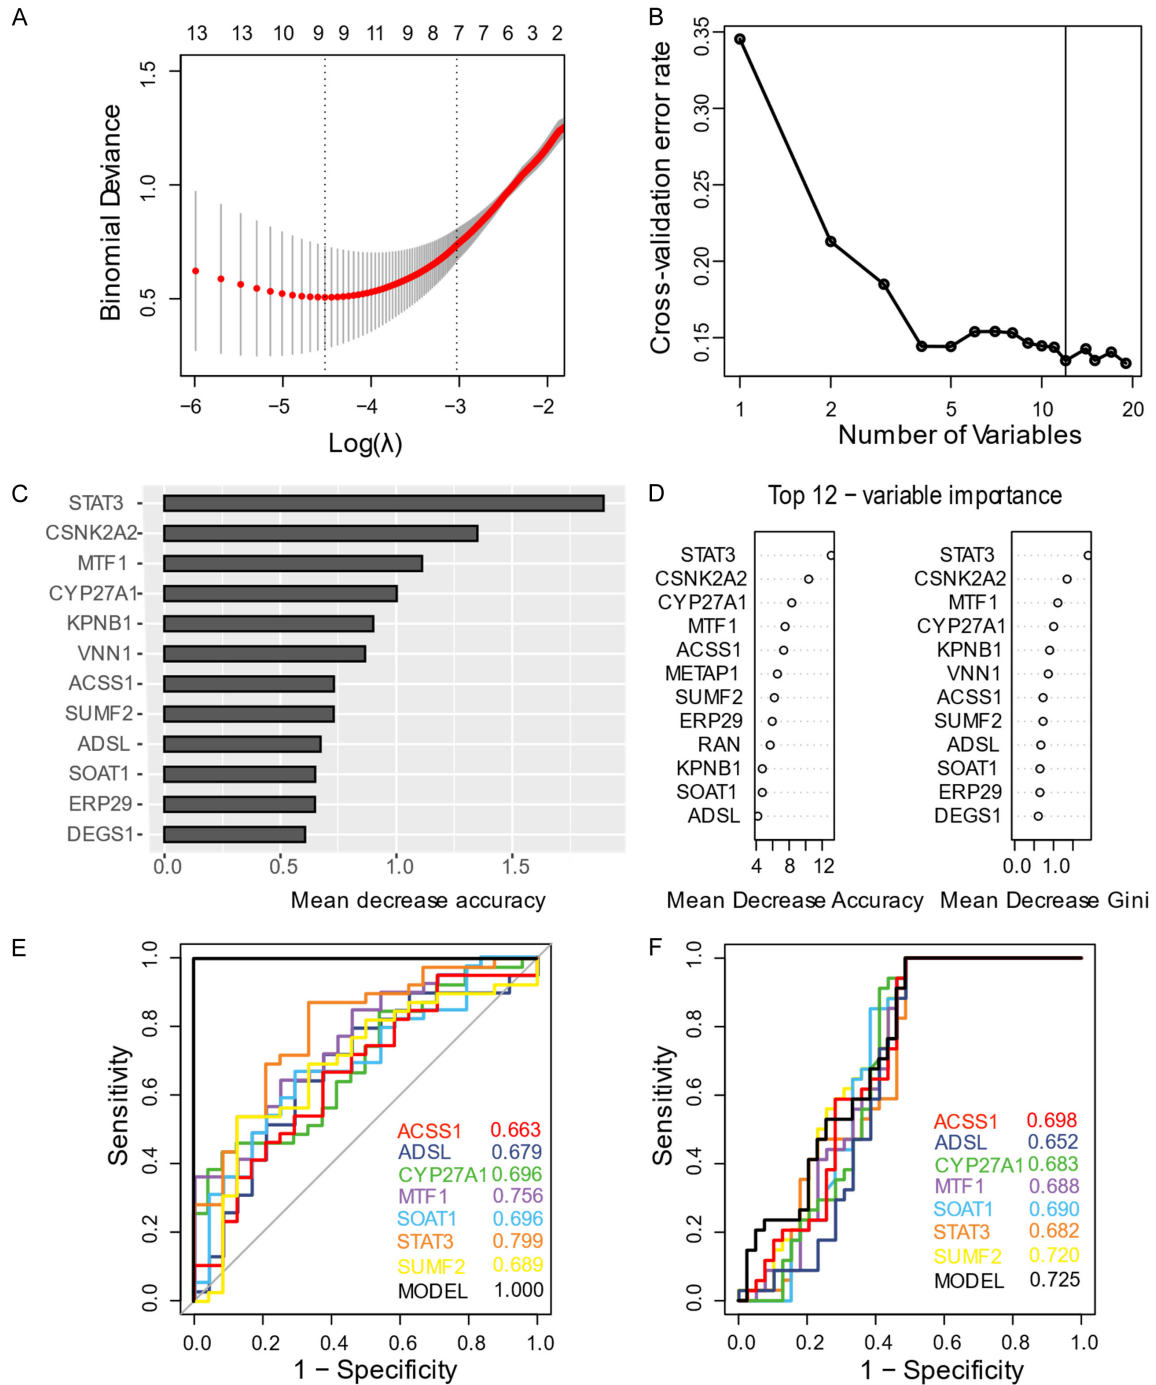 A
13 13 10 9 9 11 9 8 7 7 6 3 2
1.5
1.0
0.5
Binomial Deviance
−6 −5 −4 −3 −2
Log(λ)
B
0.35
0.30
0.25
0.20
0.15
Cross-validation error rate
1 2 5 10 20
Number of Variables
C
STAT3
CSNK2A2
MTF1
CYP27A1
KPNB1
VNN1
ACSS1
SUMF2
ADSL
SOAT1
ERP29
DEGS1
0.0 0.5 1.0 1.5
Mean decrease accuracy
D
Top 12 − variable importance
STAT3
CSNK2A2
CYP27A1
MTF1
ACSS1
METAP1
SUMF2
ERP29
RAN
KPNB1
SOAT1
ADSL
4 8 12
Mean Decrease Accuracy
STAT3
CSNK2A2
MTF1
CYP27A1
KPNB1
VNN1
ACSS1
SUMF2
ADSL
SOAT1
ERP29
DEGS1
0.0 1.0
Mean Decrease Gini
E
1.0
0.8
0.6
0.4
0.2
0.0
Sensitivity
ACSS1 0.663
ADSL 0.679
CYP27A1 0.696
MTF1 0.756
SOAT1 0.696
STAT3 0.799
SUMF2 0.689
MODEL 1.000
0.0 0.2 0.4 0.6 0.8 1.0
1 − Specificity
F
1.0
0.8
0.6
0.4
0.2
0.0
Sensitivity
ACSS1 0.698
ADSL 0.652
CYP27A1 0.683
MTF1 0.688
SOAT1 0.690
STAT3 0.682
SUMF2 0.720
MODEL 0.725
0.0 0.2 0.4 0.6 0.8 1.0
1 − Specificity